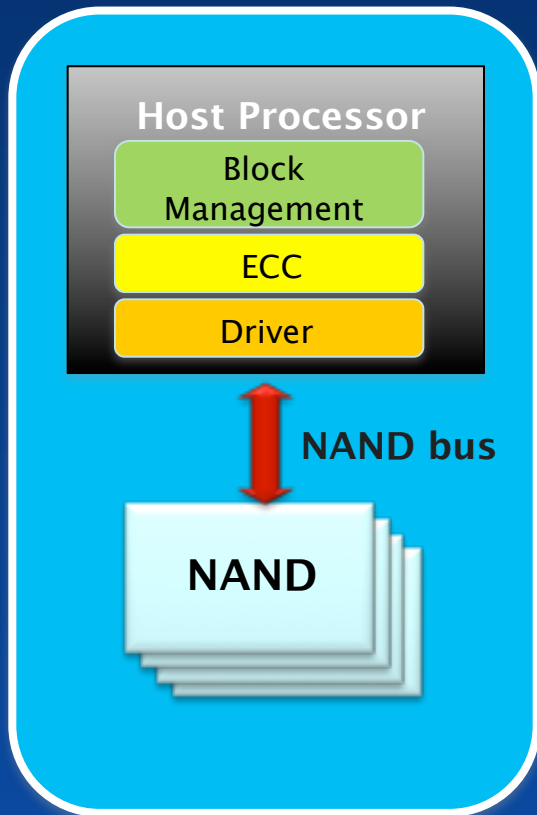 Host Processor
Block
Management
ECC
Driver
NAND bus
NAND